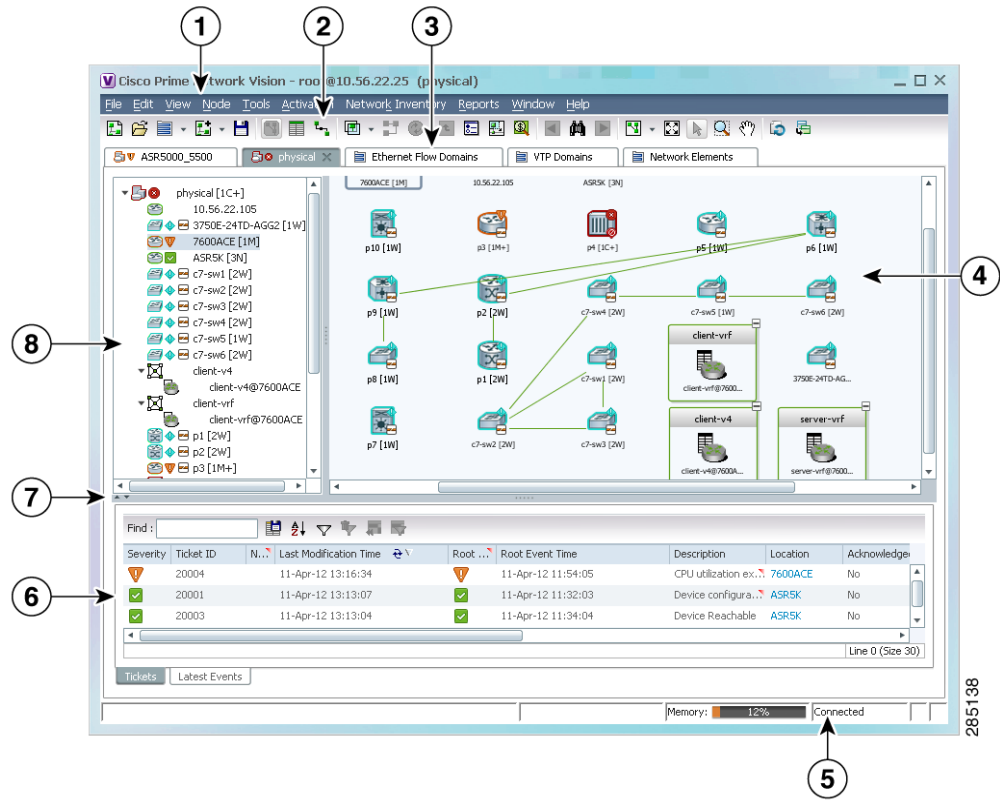 1 2 3
Cisco Prime Network Vision - root@10.56.22.25 (physical)
File Edit View Node Tools Activa Network Inventory Reports Window Help
ASR5000_5500 physical Ethernet Flow Domains VTP Domains Network Elements
physical [1C+]
10.56.22.105
3750E-24TD-AGG2 [1W]
7600ACE [1M]
ASR5K [3N]
c7-sw1 [2W]
c7-sw2 [2W]
c7-sw3 [2W]
c7-sw4 [2W]
c7-sw5 [1W]
c7-sw6 [2W]
client-v4
client-v4@7600ACE
client-vrf
client-vrf@7600ACE
p1 [2W]
p2 [2W]
p3 [1M+]
7600ACE [1M] 10.56.22.105 ASR5K [3N]
p10 [1W] p3 [1M+] p4 [1C+] p5 [1W] p6 [1W]
p9 [1W] p2 [2W] c7-sw4 [2W] c7-sw5 [1W] c7-sw6 [2W]
client-vrf
p8 [1W] p1 [2W] c7-sw1 [2W] client-vrf@7600... 3750E-24TD-AG...
client-v4 server-vrf
p7 [1W] c7-sw2 [2W] c7-sw3 [2W]
client-v4@7600A... server-vrf@7600...
4
8
7
6
Find :
Severity Ticket ID N... Last Modification Time Root ... Root Event Time Description Location Acknowledge
20004 11-Apr-12 13:16:34 11-Apr-12 11:54:05 CPU utilization ex... 7600ACE No
20001 11-Apr-12 13:13:07 11-Apr-12 11:32:03 Device configura... ASR5K No
20003 11-Apr-12 13:13:04 11-Apr-12 11:34:04 Device Reachable ASR5K No
Line 0 (Size 30)
Tickets Latest Events
Memory: 12% Connected
5
285138